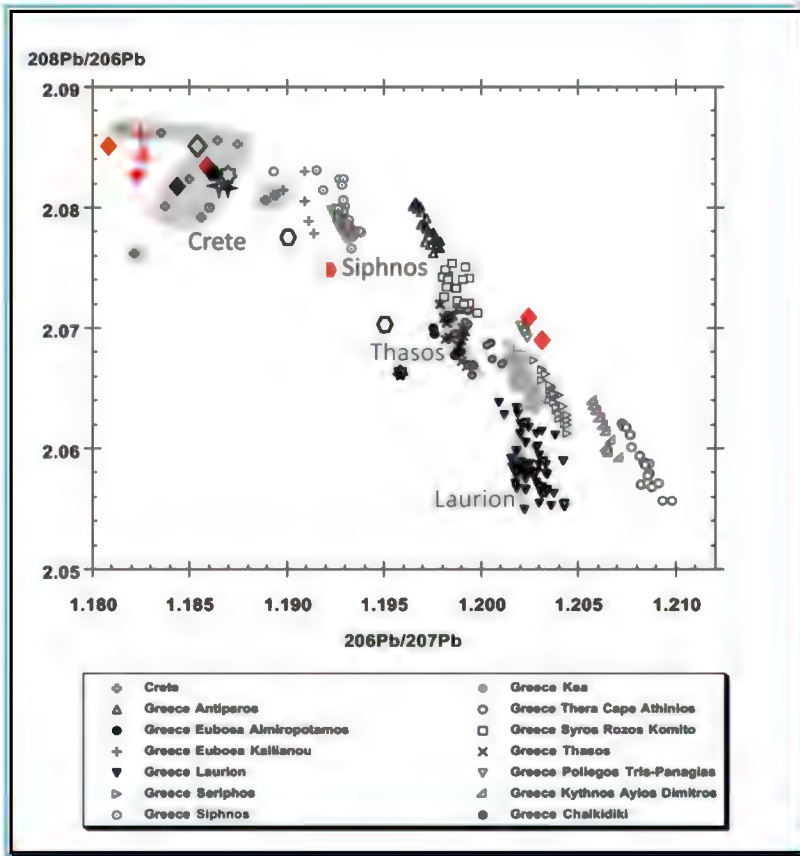 208Pb/206Pb
2.09
2.08
2.07
2.06
2.05
Crete
Siphnos
Thasos
Laurion
1.180 1.185 1.190 1.195 1.200 1.205 1.210
206Pb/207Pb
Crete
Greece Antiparos
Greece Euboea Almiropotamos
Greece Euboea Kallianou
Greece Laurion
Greece Seriphos
Greece Siphnos
Greece Kea
Greece Thera Cape Athinios
Greece Syros Rozos Komito
Greece Thasos
Greece Poliegos Tris-Panagias
Greece Kythnos Ayios Dimitros
Greece Chalkidiki